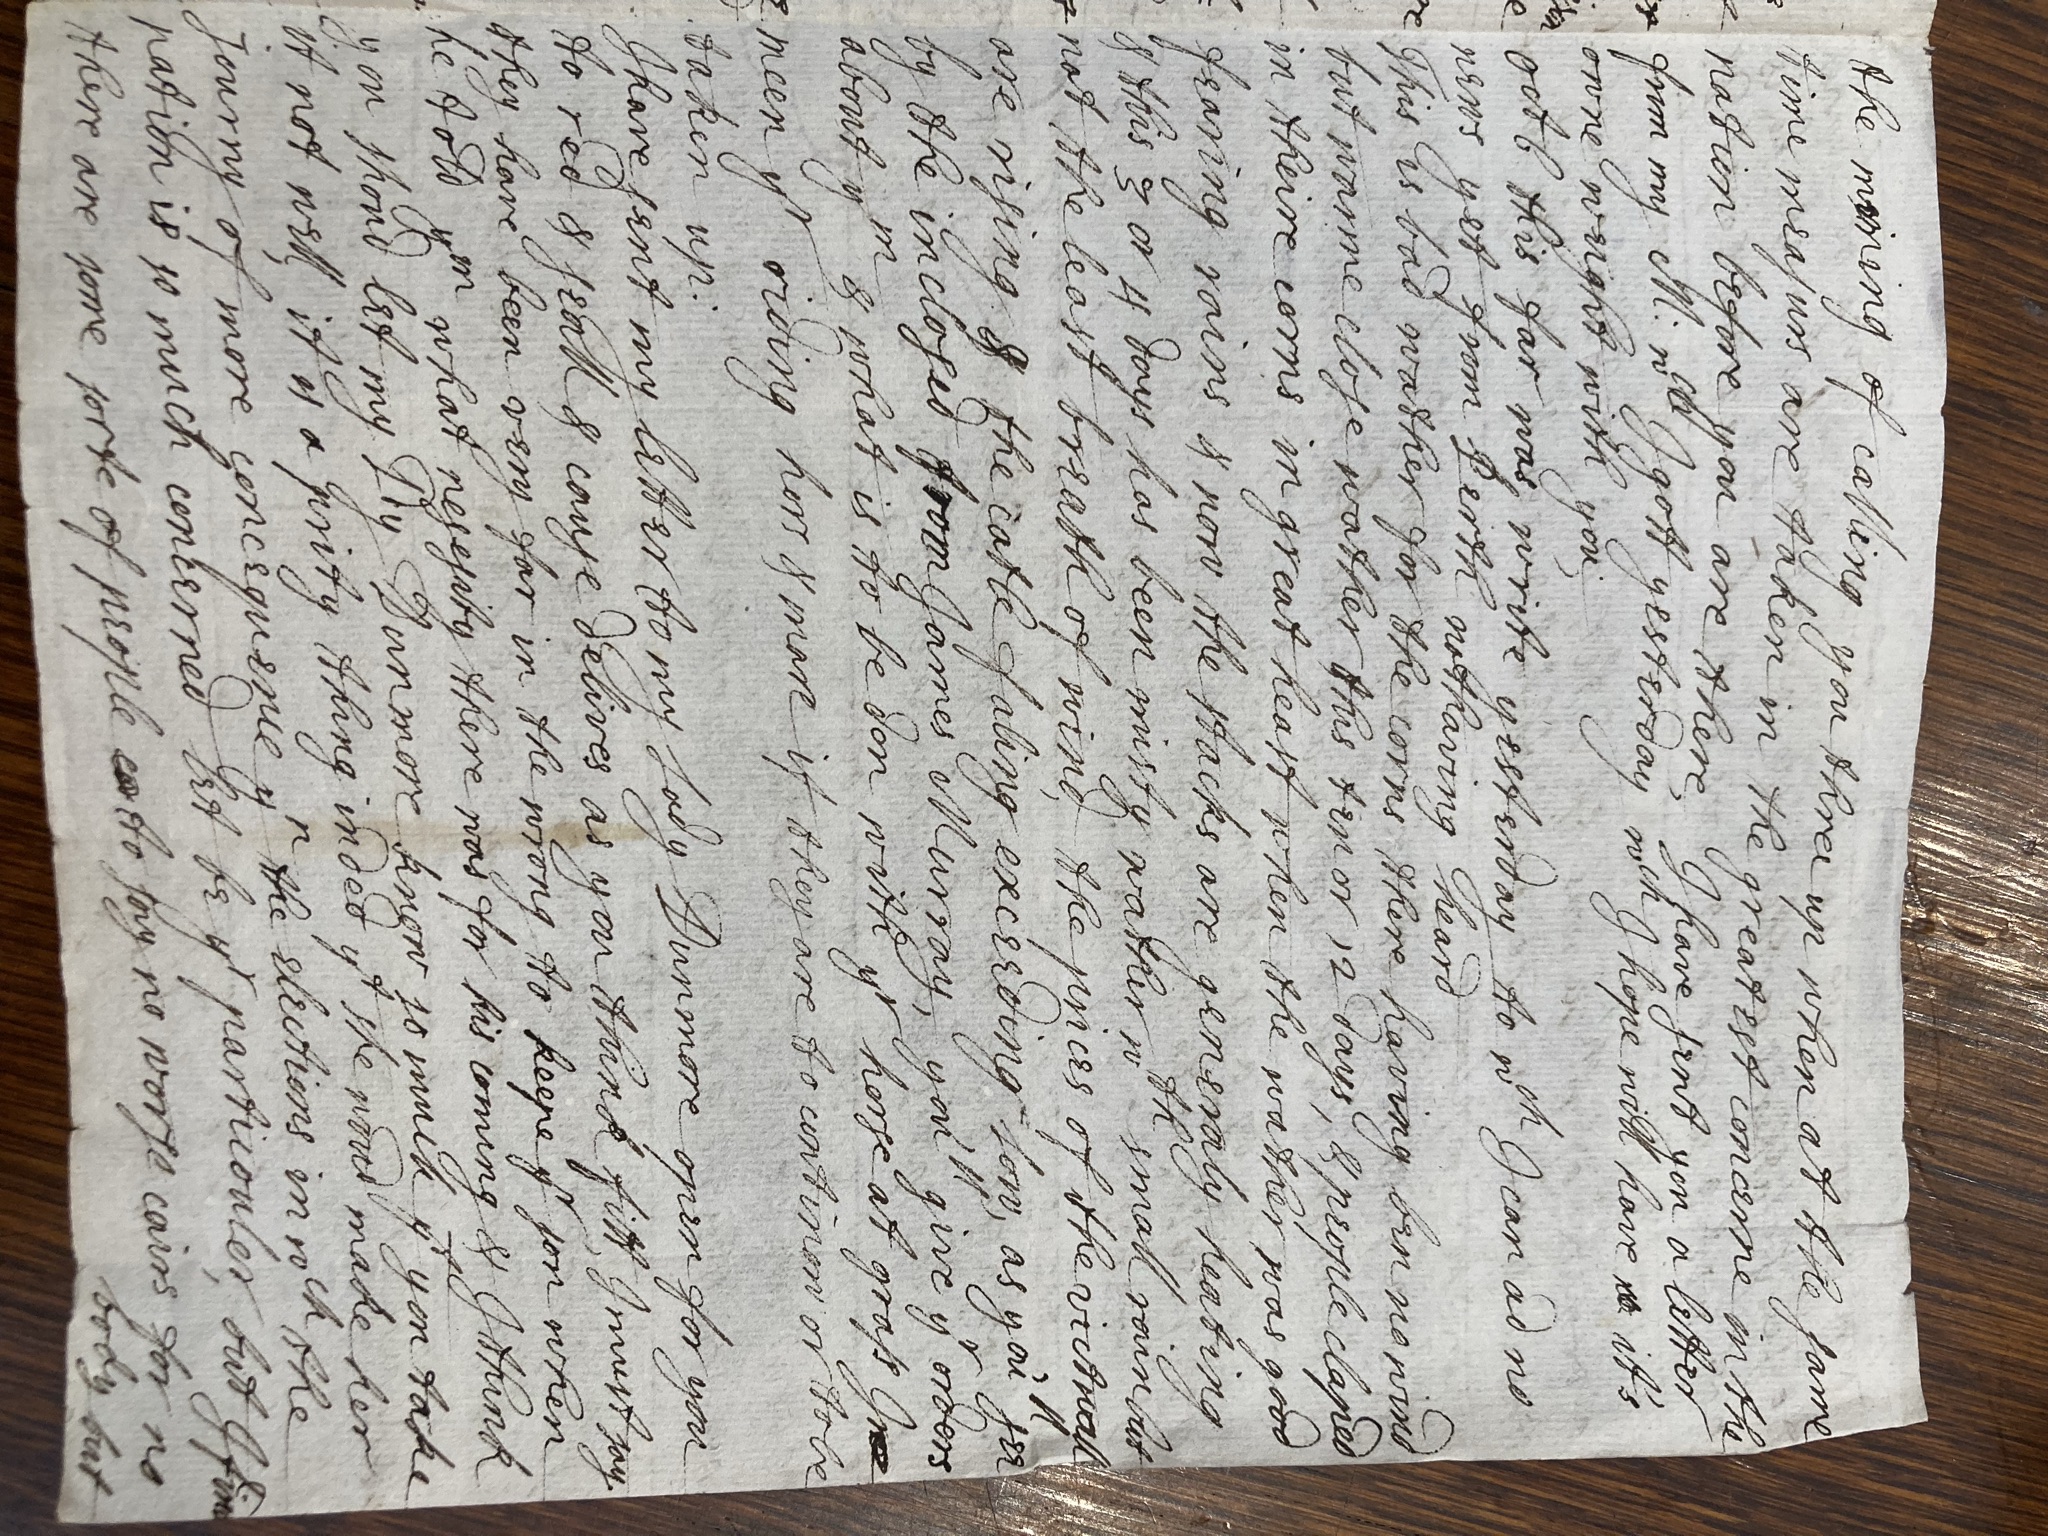 the mining of calling you three up when at the same
time measurs are taken in the greatest concerne in the
nation before you are there, I have sent you a letter
from my M: wch I gott yesterday wch I hope will have it's
owne weight with you;
oct 6 this far was write yesterday to wch I can ad no
news yet from Perth not having heard
This is bad wather for the corns there having ben no wind
but warme close wather this ten or 12 days, & people claped
in theire corns in great heast when the wather was good
fearing rains & now the stacks are generaly heating
& this 3 or 4 days has been misty wather wth small rain but
not the least breath of wind, the prices of the victuall
are rising & the catle faling exceeding low, as you'll see
by the inclosed from James Murray, you'll give yr orders
about ym & what is to be don with yr horse at grass I
meen yr riding hors & mare if they are to continow or to be
taken up:
I have sent my letter to my Lady Dunmore open for you
to red & seall & cause delives as you think fitt, I must say
they have been very far in the wrong to keepe yr son when
he told ym what nesesity there was for his coming & I think
you shoud let my Ldy Dunmore know so much yt you take
it not well, it is a prity thing inded yt she woud make her
journy of more concequence yn the elections in wch the
nation is so much concerned let be yr particouler, but I find
there are some sorte of people to say no worse cairs for no
body but